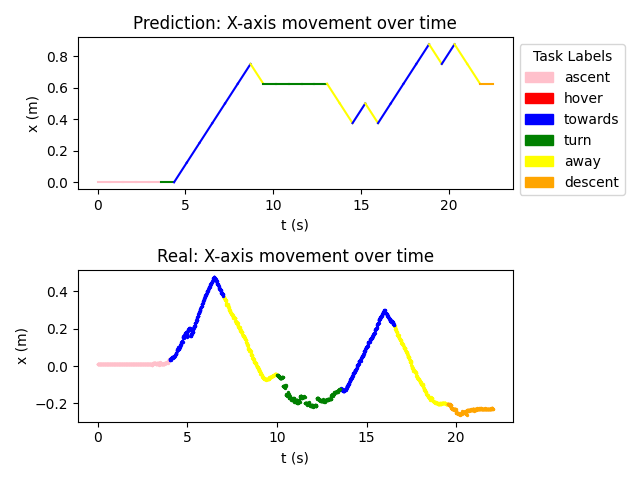 Prediction: X-axis movement over time
0.8
0.6
0.4
0.2
0.0
x (m)
0 5 10 15 20
t (s)
Task Labels
ascent
hover
towards
turn
away
descent
Real: X-axis movement over time
0.4
0.2
0.0
−0.2
x (m)
0 5 10 15 20
t (s)